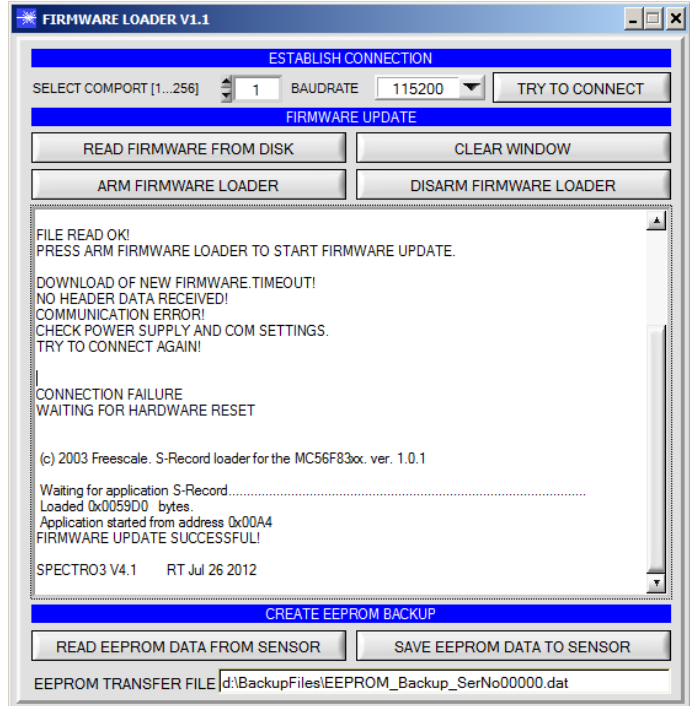 FIRMWARE LOADER V1.1
ESTABLISH CONNECTION
SELECT COMPORT [1...256] 1 BAUDRATE 115200 TRY TO CONNECT
FIRMWARE UPDATE
READ FIRMWARE FROM DISK CLEAR WINDOW
ARM FIRMWARE LOADER DISARM FIRMWARE LOADER
FILE READ OK!
PRESS ARM FIRMWARE LOADER TO START FIRMWARE UPDATE.
DOWNLOAD OF NEW FIRMWARE.TIMEOUT!
NO HEADER DATA RECEIVED!
COMMUNICATION ERROR!
CHECK POWER SUPPLY AND COM SETTINGS.
TRY TO CONNECT AGAIN!
CONNECTION FAILURE
WAITING FOR HARDWARE RESET
(c) 2003 Freescale. S-Record loader for the MC56F83xx. ver. 1.0.1
Waiting for application S-Record...................................................................................................
Loaded 0x0059D0 bytes.
Application started from address 0x00A4
FIRMWARE UPDATE SUCCESSFUL!
SPECTRO3 V4.1 RT Jul 26 2012
CREATE EEPROM BACKUP
READ EEPROM DATA FROM SENSOR SAVE EEPROM DATA TO SENSOR
EEPROM TRANSFER FILE d:\BackupFiles\EEPROM_Backup_SerNo00000.dat